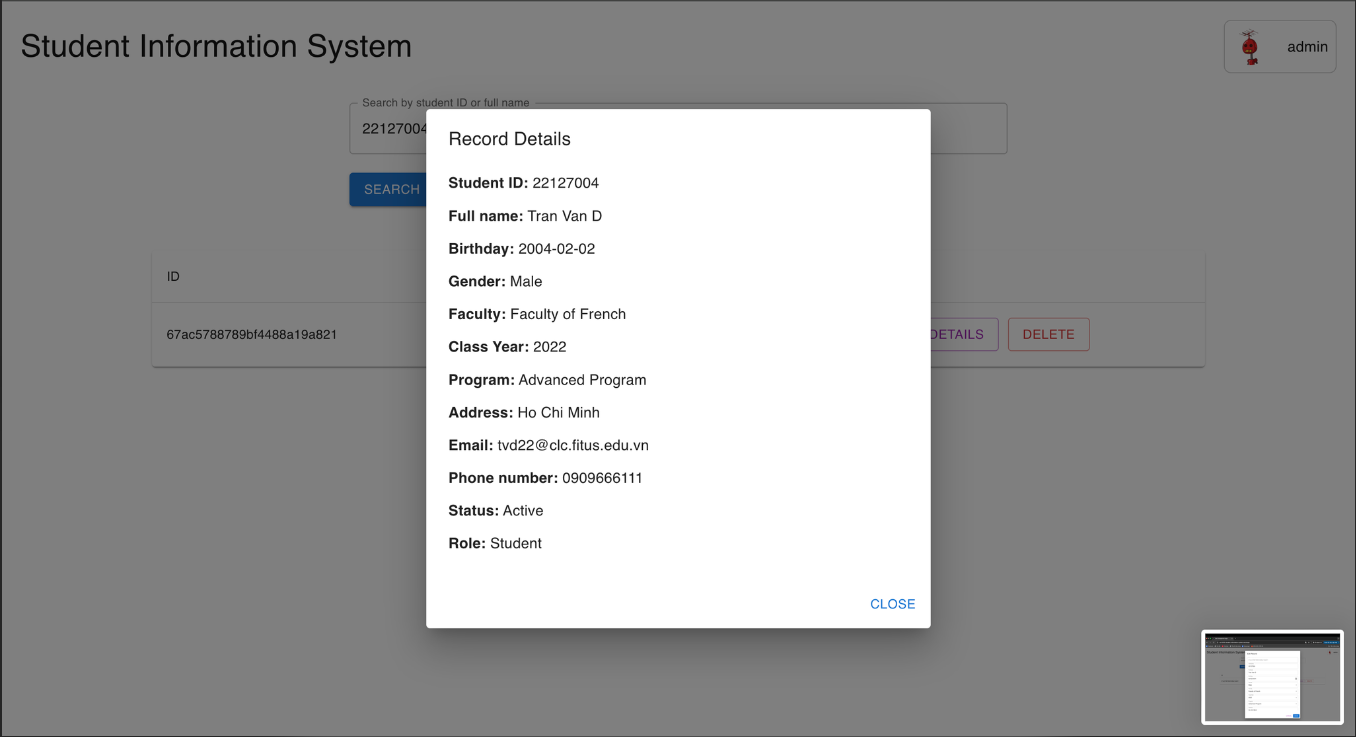 Student Information System
admin
Search by student ID or full name
22127004
SEARCH
ID
67ac5788789bf4488a19a821
DETAILS
DELETE
Record Details
Student ID: 22127004
Full name: Tran Van D
Birthday: 2004-02-02
Gender: Male
Faculty: Faculty of French
Class Year: 2022
Program: Advanced Program
Address: Ho Chi Minh
Email: tvd22@clc.fitus.edu.vn
Phone number: 0909666111
Status: Active
Role: Student
CLOSE